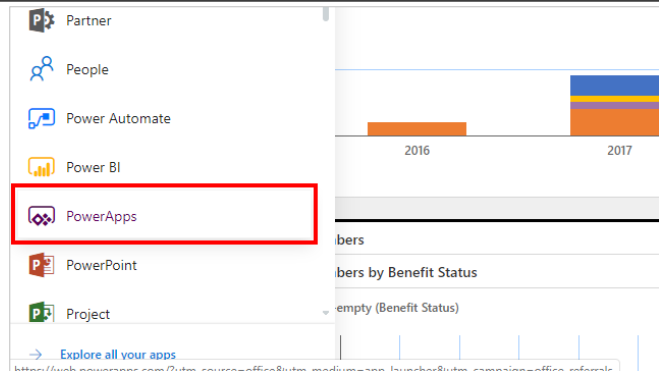 Partner
People
Power Automate
Power BI
PowerApps
PowerPoint
Project
Explore all your apps
2016
2017
bers
bers by Benefit Status
-empty (Benefit Status)
https://web.powerapps.com/?utm_source=office&utm_medium=app_launcher&utm_campaign=office_referrals